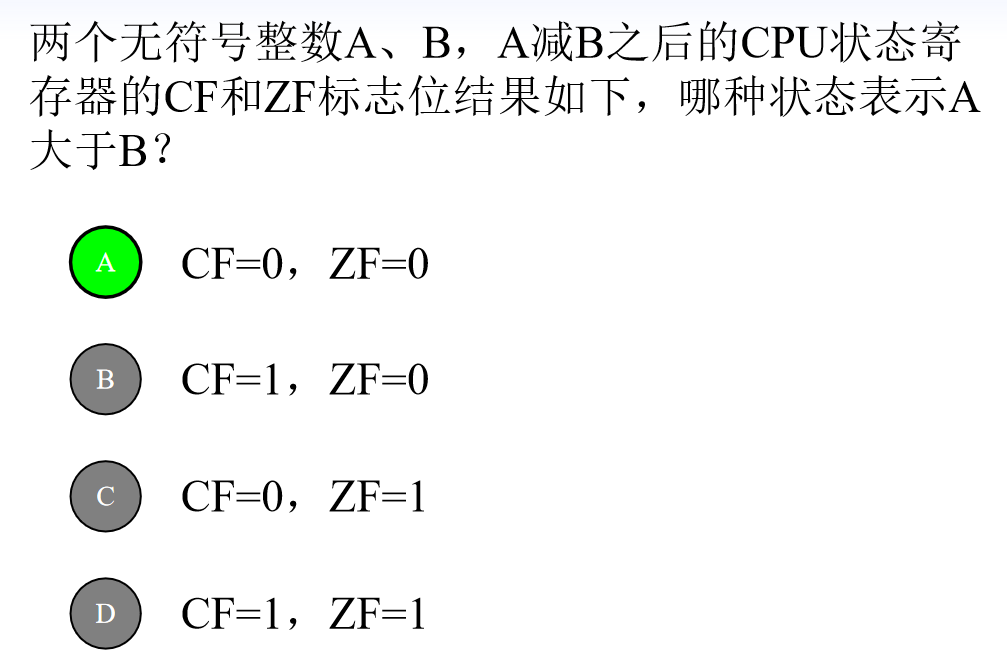 两个无符号整数A、B，A减B之后的CPU状态寄
存器的CF和ZF标志位结果如下，哪种状态表示A
大于B？
A CF=0，ZF=0
B CF=1，ZF=0
C CF=0，ZF=1
D CF=1，ZF=1